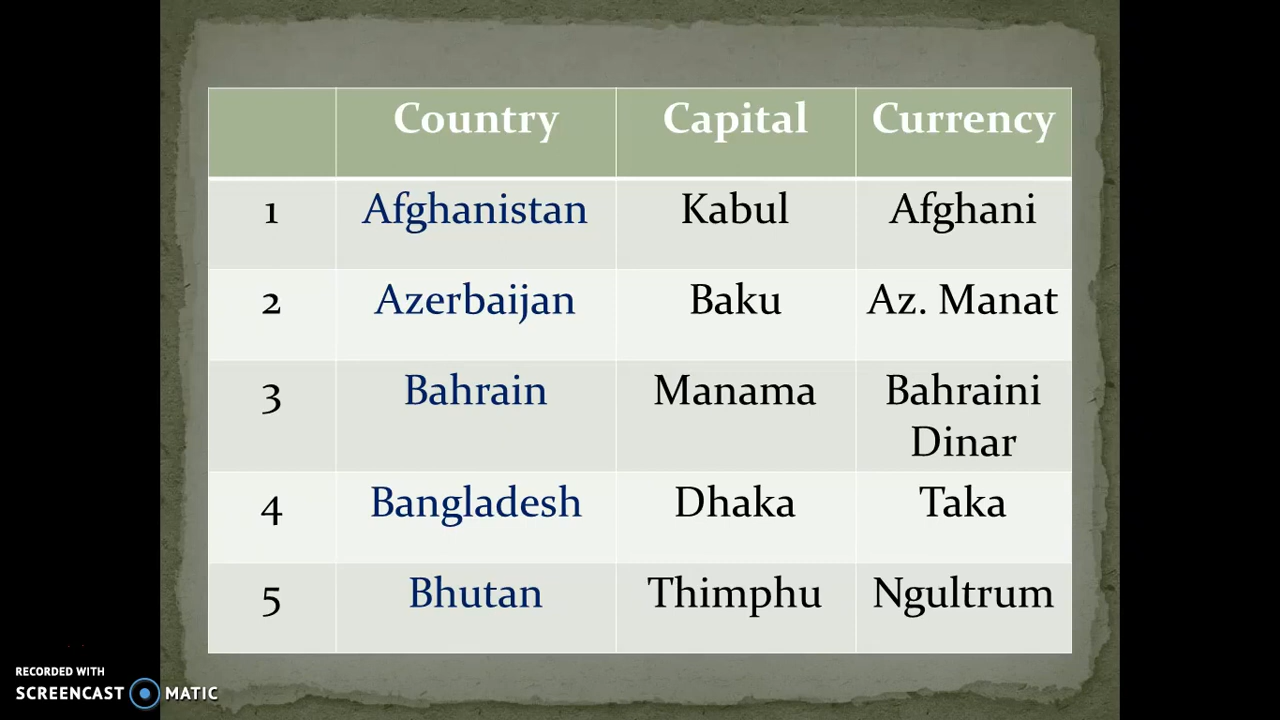 Country Capital Currency
1 Afghanistan Kabul Afghani
2 Azerbaijan Baku Az. Manat
3 Bahrain Manama Bahraini
Dinar
4 Bangladesh Dhaka Taka
5 Bhutan Thimphu Ngultrum
RECORDED WITH
SCREENCAST MATIC